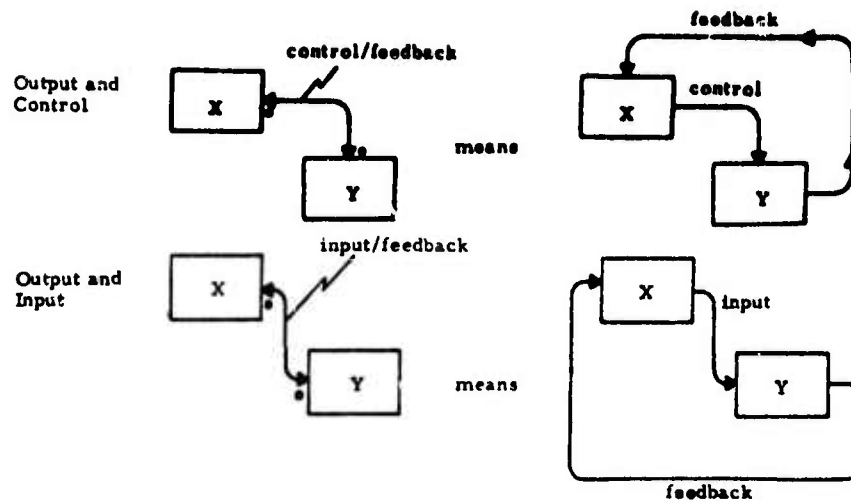 feedback
control/feedback
Output and
Control
X
control
X
means
Y
Y
input/feedback
Output and
Input
X
X
input
Y
means
Y
feedback